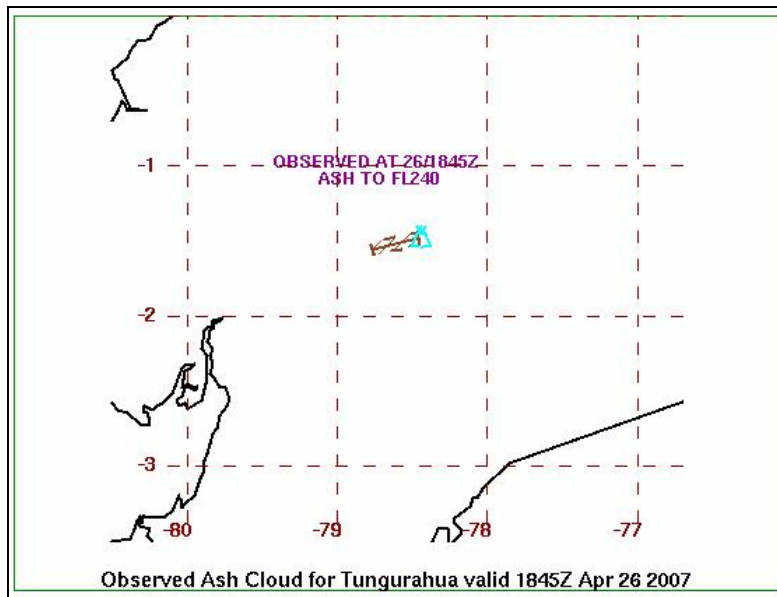 -1
OBSERVED AT 26/1845Z
ASH TO FL240
-2
-3
-80 -79 -78 -77
Observed Ash Cloud for Tungurahua valid 1845Z Apr 26 2007